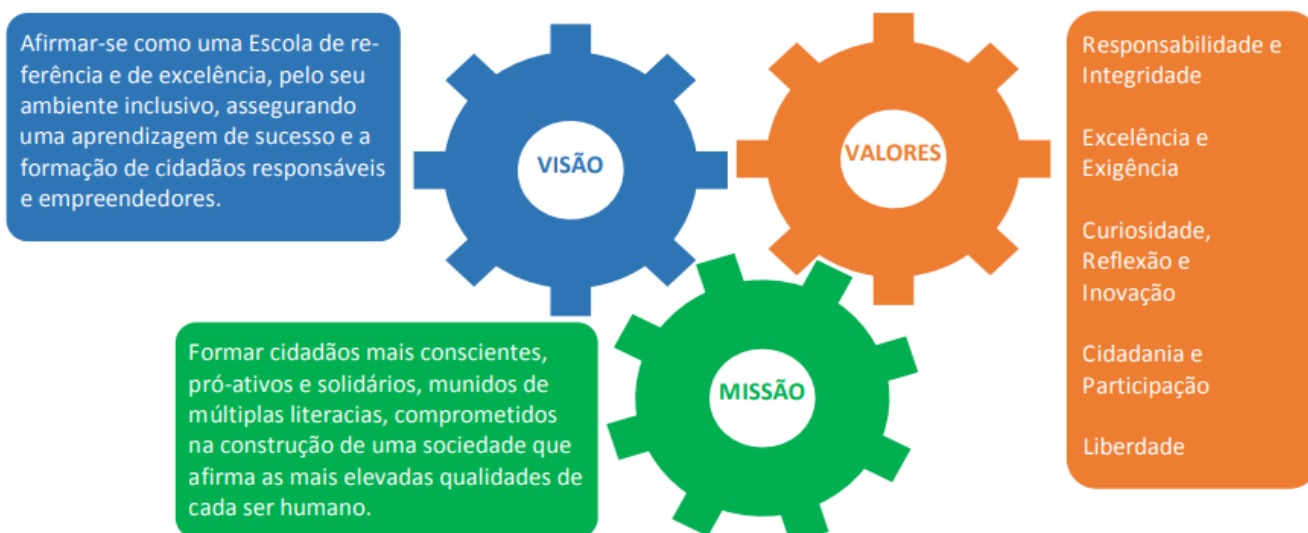 Afirmar-se como uma Escola de re-
ferência e de excelência, pelo seu
ambiente inclusivo, assegurando
uma aprendizagem de sucesso e a
formação de cidadãos responsáveis
e empreendedores.
VISÃO
VALORES
Responsabilidade e
Integridade
Excelência e
Exigência
Curiosidade,
Reflexão e
Inovação
Cidadania e
Participação
Liberdade
Formar cidadãos mais conscientes,
pró-ativos e solidários, munidos de
múltiplas literacias, comprometidos
na construção de uma sociedade que
afirma as mais elevadas qualidades de
cada ser humano.
MISSÃO